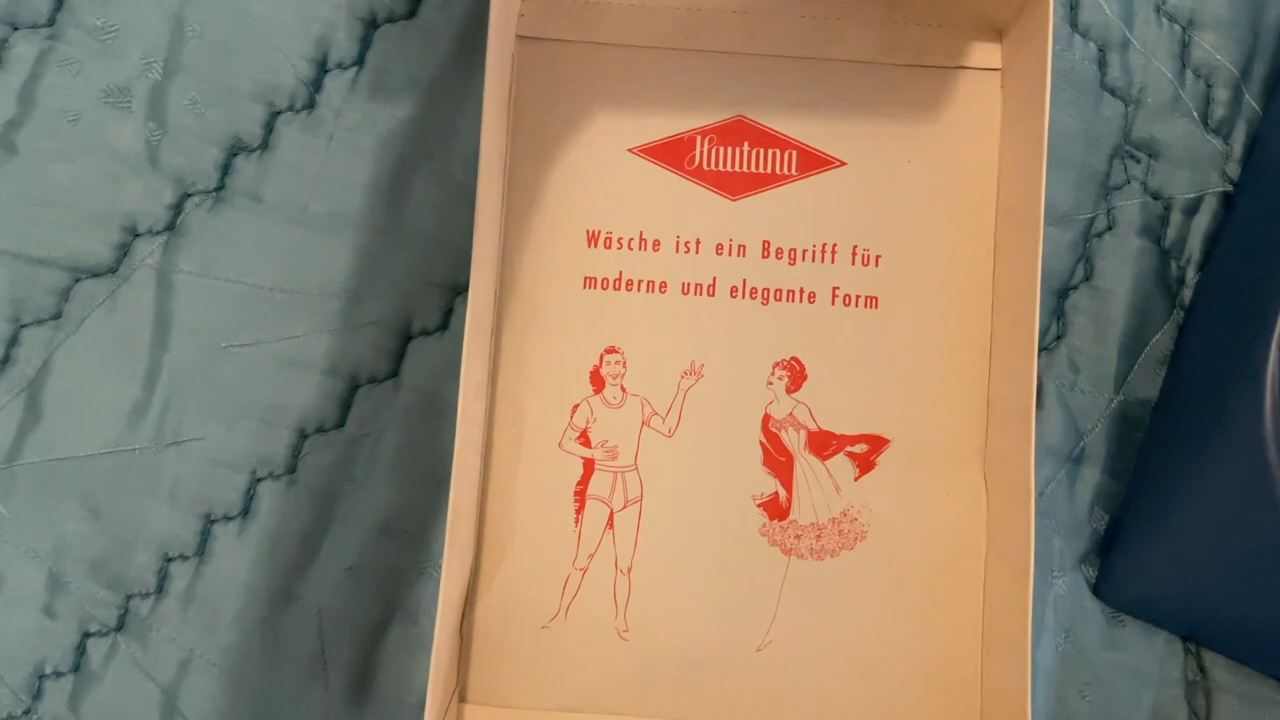 Hautana
Wäsche ist ein Begriff für
moderne und elegante Form